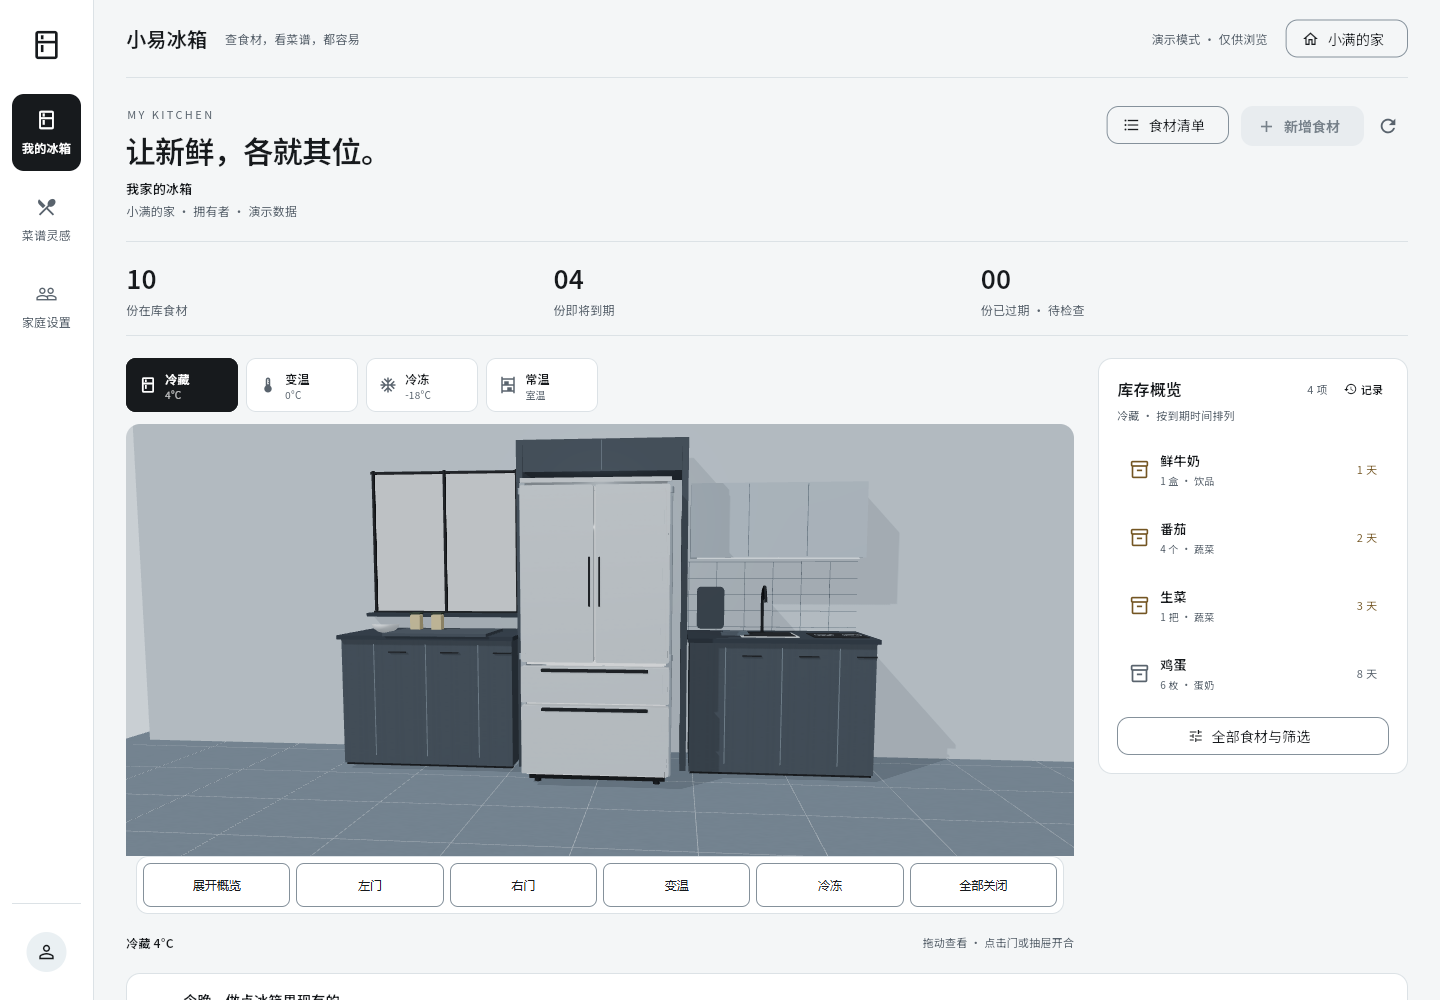 小易冰箱
查食材，看菜谱，都容易
演示模式 · 仅供浏览
小满的家
我的冰箱
菜谱灵感
家庭设置
MY KITCHEN
让新鲜，各就其位。
我家的冰箱
小满的家 · 拥有者 · 演示数据
食材清单
新增食材
10
份在库食材
04
份即将到期
00
份已过期 · 待检查
冷藏
4°C
变温
0°C
冷冻
-18°C
常温
室温
库存概览
4 项
记录
冷藏 · 按到期时间排列
鲜牛奶
1 盒 · 饮品
1 天
番茄
4 个 · 蔬菜
2 天
生菜
1 把 · 蔬菜
3 天
鸡蛋
6 枚 · 蛋奶
8 天
全部食材与筛选
展开概览
左门
右门
变温
冷冻
全部关闭
冷藏 4°C
拖动查看 · 点击门或抽屉开合
今晚，做点冰箱里现有的